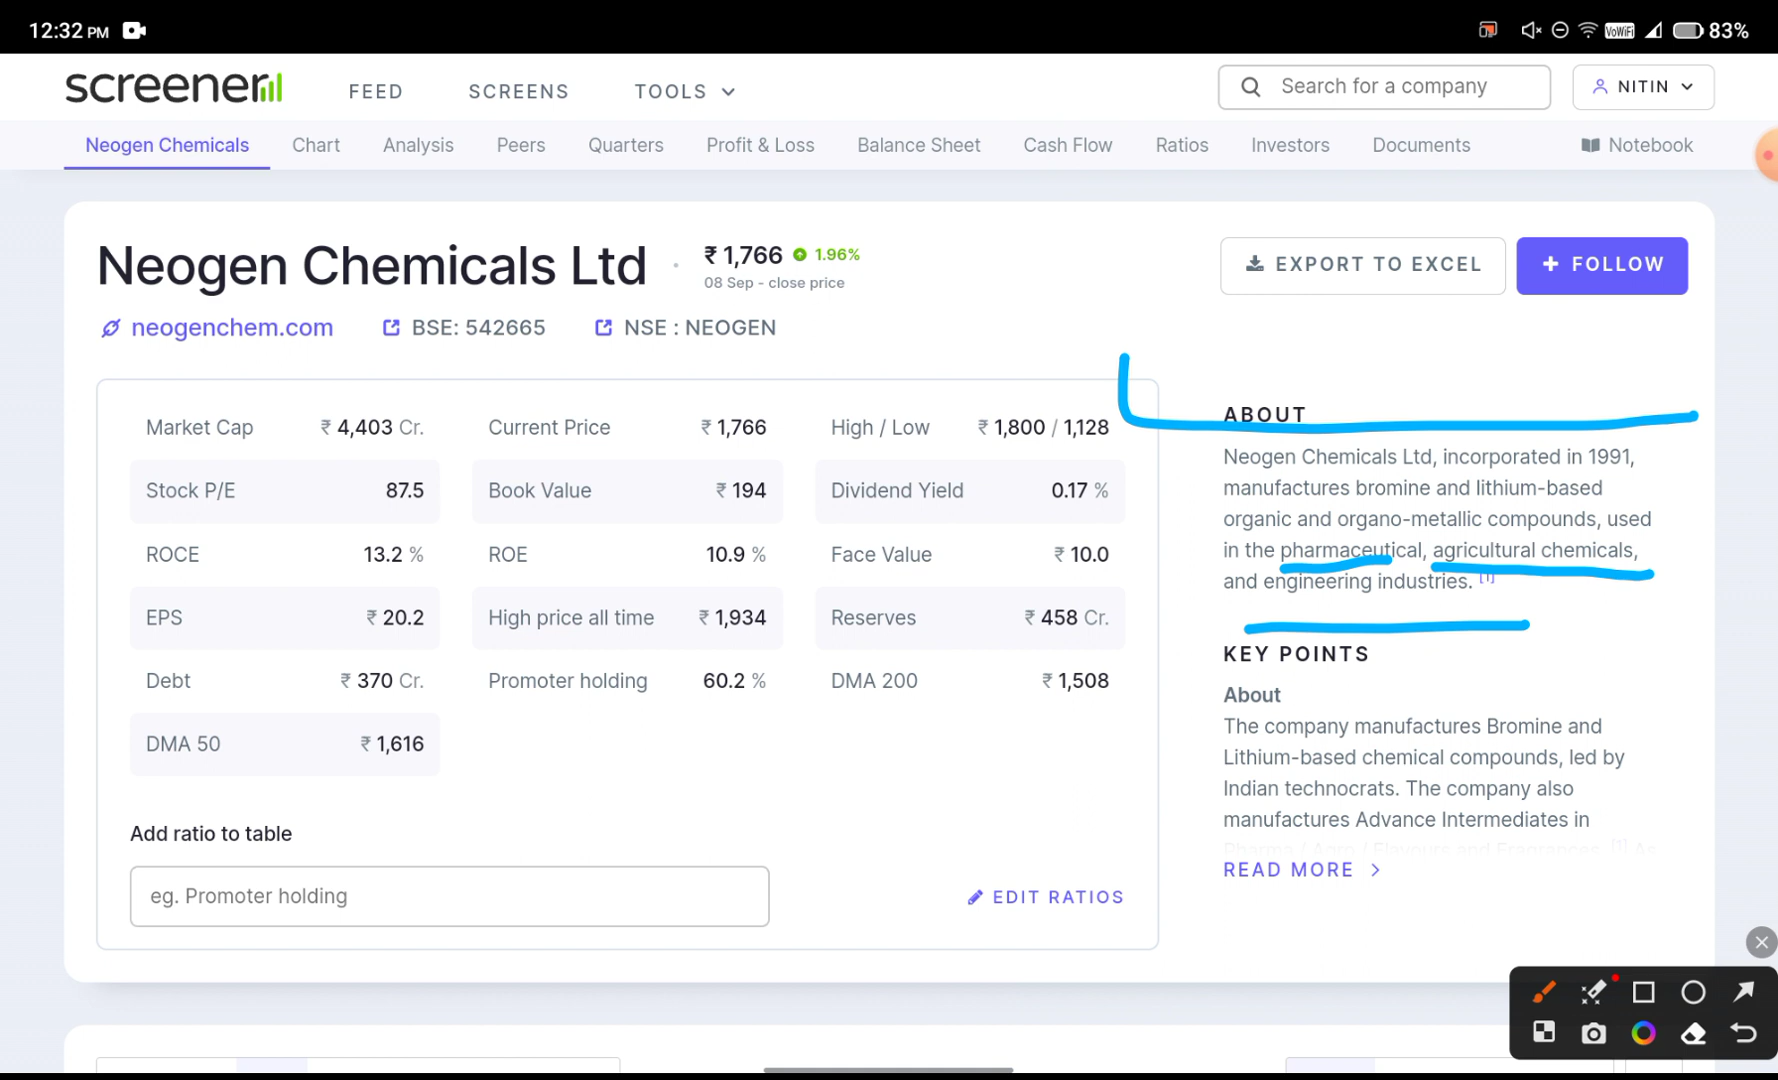 12:32 PM
VoWiFi 83%
screener
FEED SCREENS TOOLS
Search for a company
NITIN
Neogen Chemicals Chart Analysis Peers Quarters Profit & Loss Balance Sheet Cash Flow Ratios Investors Documents Notebook
Neogen Chemicals Ltd
₹ 1,766 1.96%
08 Sep - close price
EXPORT TO EXCEL
+ FOLLOW
neogenchem.com BSE: 542665 NSE : NEOGEN
Market Cap ₹ 4,403 Cr. Current Price ₹ 1,766 High / Low ₹ 1,800 / 1,128
Stock P/E 87.5 Book Value ₹ 194 Dividend Yield 0.17 %
ROCE 13.2 % ROE 10.9 % Face Value ₹ 10.0
EPS ₹ 20.2 High price all time ₹ 1,934 Reserves ₹ 458 Cr.
Debt ₹ 370 Cr. Promoter holding 60.2 % DMA 200 ₹ 1,508
DMA 50 ₹ 1,616
Add ratio to table
eg. Promoter holding
EDIT RATIOS
ABOUT
Neogen Chemicals Ltd, incorporated in 1991,
manufactures bromine and lithium-based
organic and organo-metallic compounds, used
in the pharmaceutical, agricultural chemicals,
and engineering industries. [1]
KEY POINTS
About
The company manufactures Bromine and
Lithium-based chemical compounds, led by
Indian technocrats. The company also
manufactures Advance Intermediates in
Pharma / Agro / Flavours and Fragrances. [1] As
READ MORE >